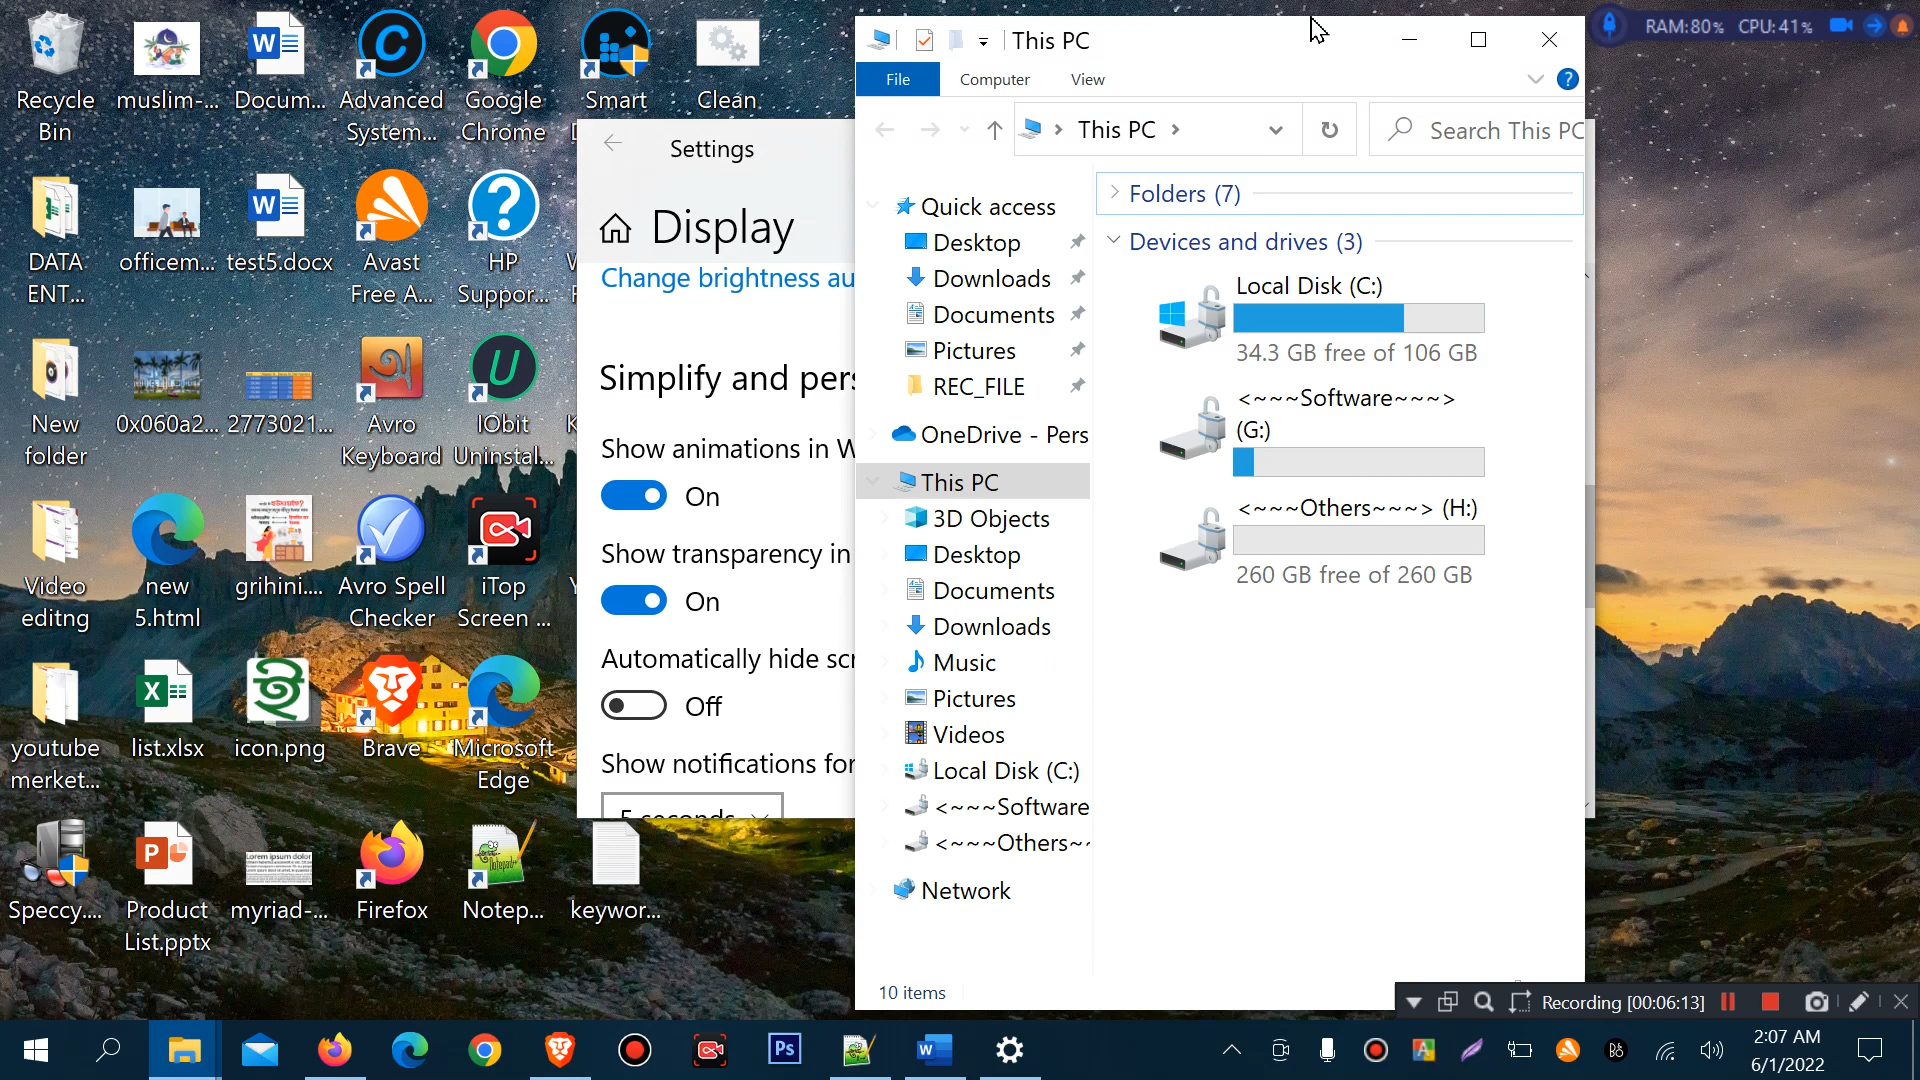 Recycle
Bin
muslim-...
Docum...
Advanced
System...
Google
Chrome
Smart
Clean
DATA
ENT...
officem...
test5.docx
Avast
Free A...
HP
Suppor...
New
folder
0x060a2...
2773021...
Avro
Keyboard
IObit
Uninstal...
Video
editng
new
5.html
grihini....
Avro Spell
Checker
iTop
Screen ...
youtube
merket...
list.xlsx
icon.png
Brave
Microsoft
Edge
Speccy....
Product
List.pptx
myriad-...
Firefox
Notep...
keywor...
Settings
Display
Change brightness au
Simplify and pers
Show animations in W
On
Show transparency in
On
Automatically hide scr
Off
Show notifications for
5 seconds
This PC
File
Computer
View
This PC
Search This PC
Quick access
Desktop
Downloads
Documents
Pictures
REC_FILE
OneDrive - Pers
This PC
3D Objects
Desktop
Documents
Downloads
Music
Pictures
Videos
Local Disk (C:)
<~~~Software
<~~~Others~
Network
Folders (7)
Devices and drives (3)
Local Disk (C:)
34.3 GB free of 106 GB
<~~~Software~~~>
(G:)
<~~~Others~~~> (H:)
260 GB free of 260 GB
10 items
RAM:80% CPU:41%
Recording [00:06:13]
Ps
2:07 AM
6/1/2022